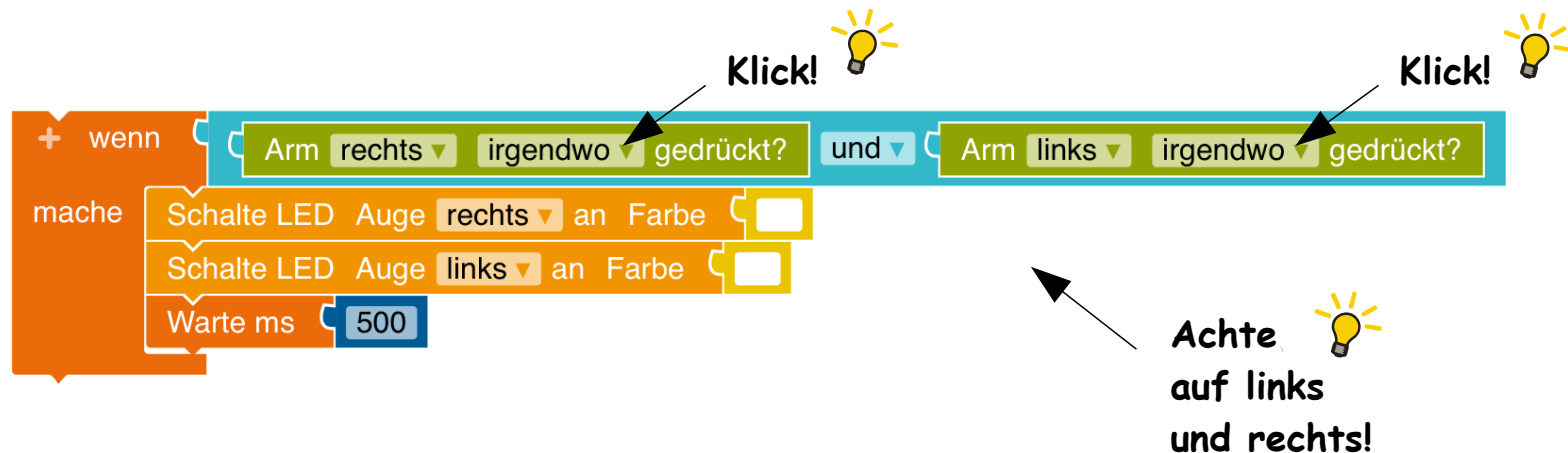 Klick!
Klick!
+ wenn Arm rechts irgendwo gedrückt? und Arm links irgendwo gedrückt?
mache Schalte LED Auge rechts an Farbe
Schalte LED Auge links an Farbe
Warte ms 500
Achte
auf links
und rechts!